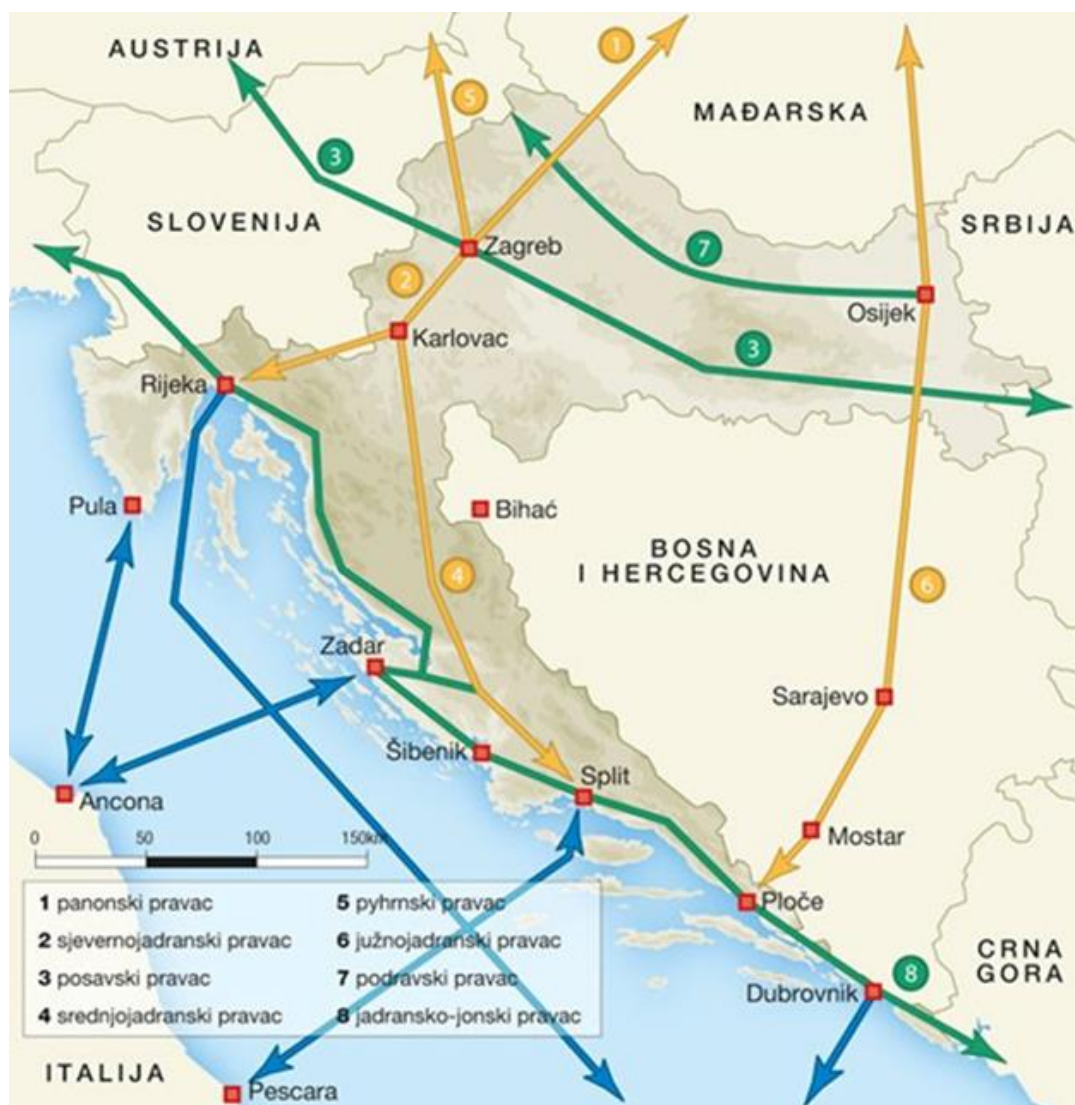 AUSTRIJA
1
5
MAĐARSKA
3
SLOVENIJA
SRBIJA
Zagreb
7
2
Osijek
Karlovac
3
Rijeka
Pula
Bihać
BOSNA
I HERCEGOVINA
4
6
Zadar
Sarajevo
Šibenik
Split
Ancona
Mostar
0 50 100 150km
Ploče
1 panonski pravac
2 sjevernojadranski pravac
3 posavski pravac
4 srednjojadranski pravac
5 pyhrnski pravac
6 južnojadranski pravac
7 podravski pravac
8 jadransko-jonski pravac
CRNA
GORA
8
Dubrovnik
ITALIJA
Pescara